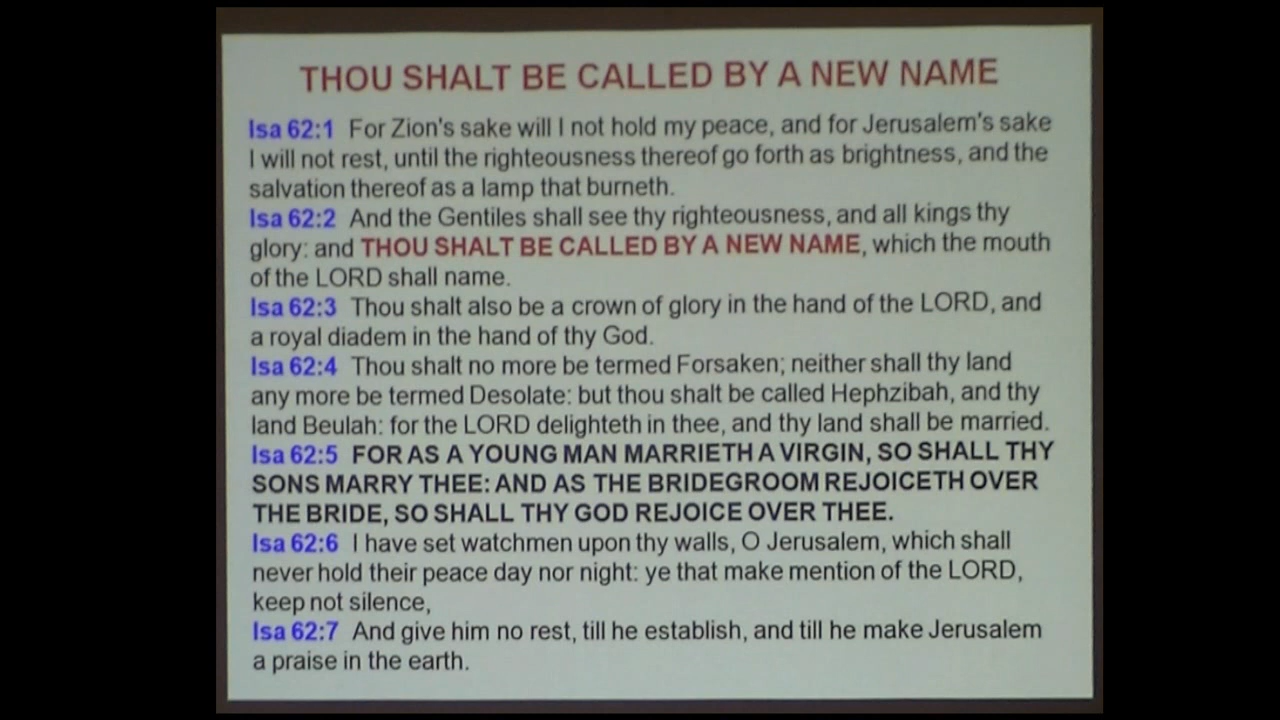 THOU SHALT BE CALLED BY A NEW NAME
Isa 62:1 For Zion's sake will I not hold my peace, and for Jerusalem's sake
I will not rest, until the righteousness thereof go forth as brightness, and the
salvation thereof as a lamp that burneth.
Isa 62:2 And the Gentiles shall see thy righteousness, and all kings thy
glory: and THOU SHALT BE CALLED BY A NEW NAME, which the mouth
of the LORD shall name.
Isa 62:3 Thou shalt also be a crown of glory in the hand of the LORD, and
a royal diadem in the hand of thy God.
Isa 62:4 Thou shalt no more be termed Forsaken; neither shall thy land
any more be termed Desolate: but thou shalt be called Hephzibah, and thy
land Beulah: for the LORD delighteth in thee, and thy land shall be married.
Isa 62:5 FOR AS A YOUNG MAN MARRIETH A VIRGIN, SO SHALL THY
SONS MARRY THEE: AND AS THE BRIDEGROOM REJOICETH OVER
THE BRIDE, SO SHALL THY GOD REJOICE OVER THEE.
Isa 62:6 I have set watchmen upon thy walls, O Jerusalem, which shall
never hold their peace day nor night: ye that make mention of the LORD,
keep not silence,
Isa 62:7 And give him no rest, till he establish, and till he make Jerusalem
a praise in the earth.